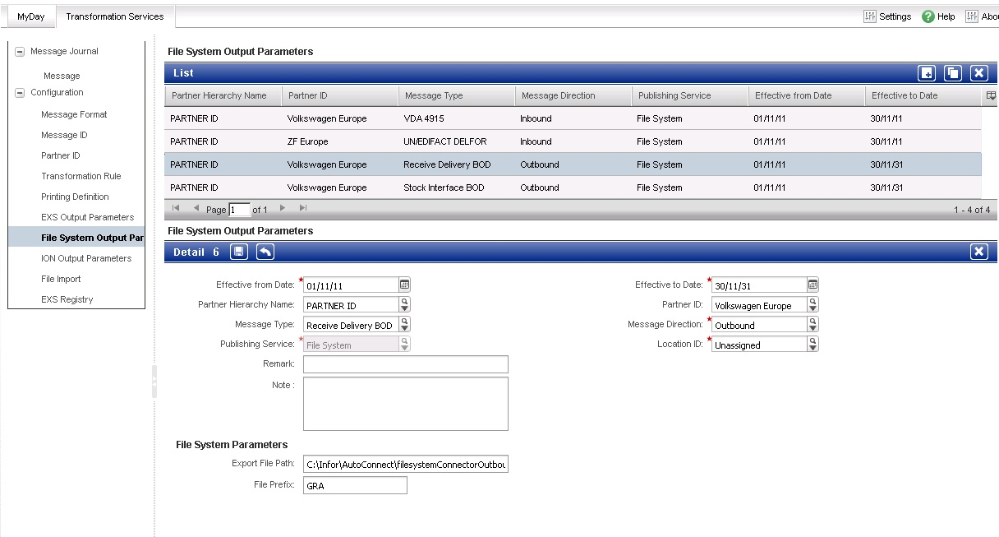 MyDay Transformation Services Settings Help Abou
Message Journal
Message
Configuration
Message Format
Message ID
Partner ID
Transformation Rule
Printing Definition
EXS Output Parameters
File System Output Par
ION Output Parameters
File Import
EXS Registry
File System Output Parameters
List
Partner Hierarchy Name Partner ID Message Type Message Direction Publishing Service Effective from Date Effective to Date
PARTNER ID Volkswagen Europe VDA 4915 Inbound File System 01/11/11 30/11/11
PARTNER ID ZF Europe UN/EDIFACT DELFOR Inbound File System 01/11/11 30/11/11
PARTNER ID Volkswagen Europe Receive Delivery BOD Outbound File System 01/11/11 30/11/31
PARTNER ID Volkswagen Europe Stock Interface BOD Outbound File System 01/11/11 30/11/31
Page 1 of 1 1 - 4 of 4
File System Output Parameters
Detail 6
Effective from Date: * 01/11/11 Effective to Date: * 30/11/31
Partner Hierarchy Name: PARTNER ID Partner ID: Volkswagen Europe
Message Type: Receive Delivery BOD Message Direction: * Outbound
Publishing Service: * File System Location ID: * Unassigned
Remark:
Note :
File System Parameters
Export File Path: C:\Infor\AutoConnect\filesystemConnectorOutbou
File Prefix: GRA